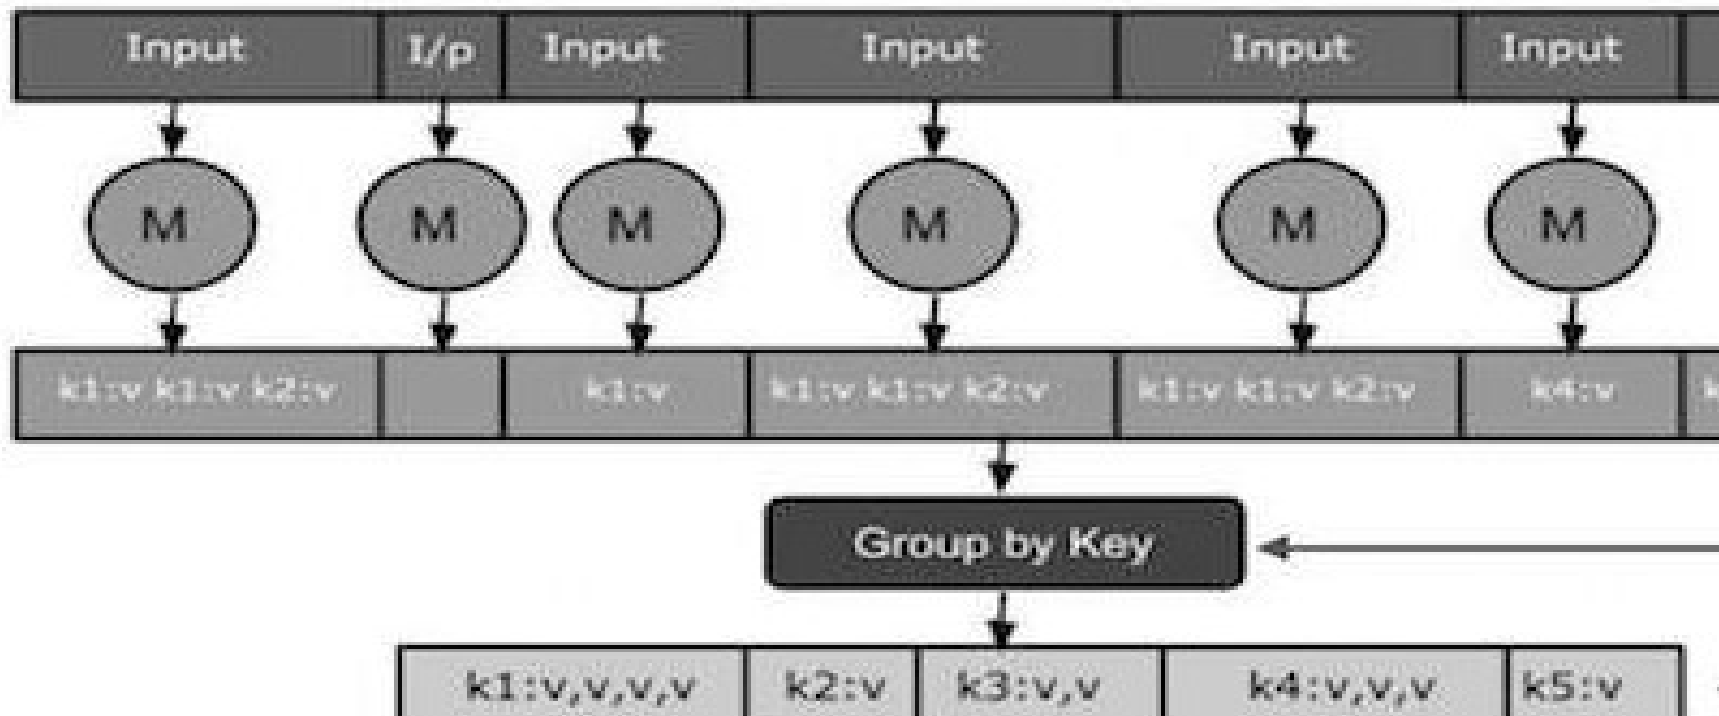 Input I/p Input Input Input Input
M M M M M M
k1:v k1:v k2:v k1:v k1:v k1:v k2:v k1:v k1:v k2:v k4:v k
Group by Key
k1:v,v,v,v k2:v k3:v,v k4:v,v,v k5:v